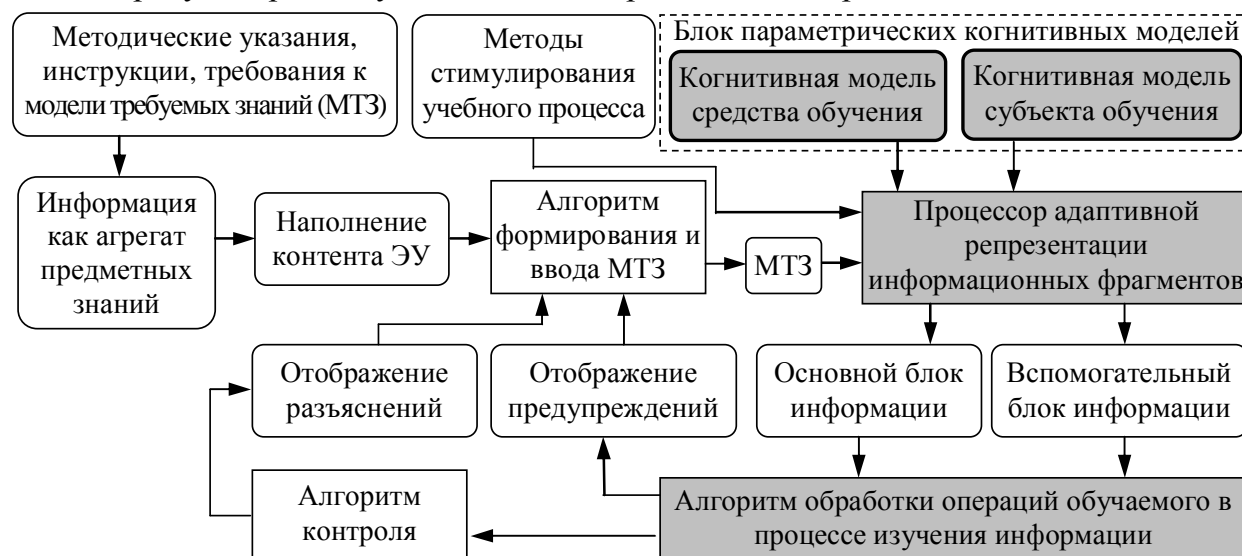 Методические указания,
инструкции, требования к
модели требуемых знаний (МТЗ)
Методы
стимулирования
учебного процесса
Блок параметрических когнитивных моделей
Когнитивная модель
средства обучения
Когнитивная модель
субъекта обучения
Информация
как агрегат
предметных
знаний
Наполнение
контента ЭУ
Алгоритм
формирования и
ввода МТЗ
МТЗ
Процессор адаптивной
репрезентации
информационных фрагментов
Отображение
разъяснений
Отображение
предупреждений
Основной блок
информации
Вспомогательный
блок информации
Алгоритм
контроля
Алгоритм обработки операций обучаемого в
процессе изучения информации